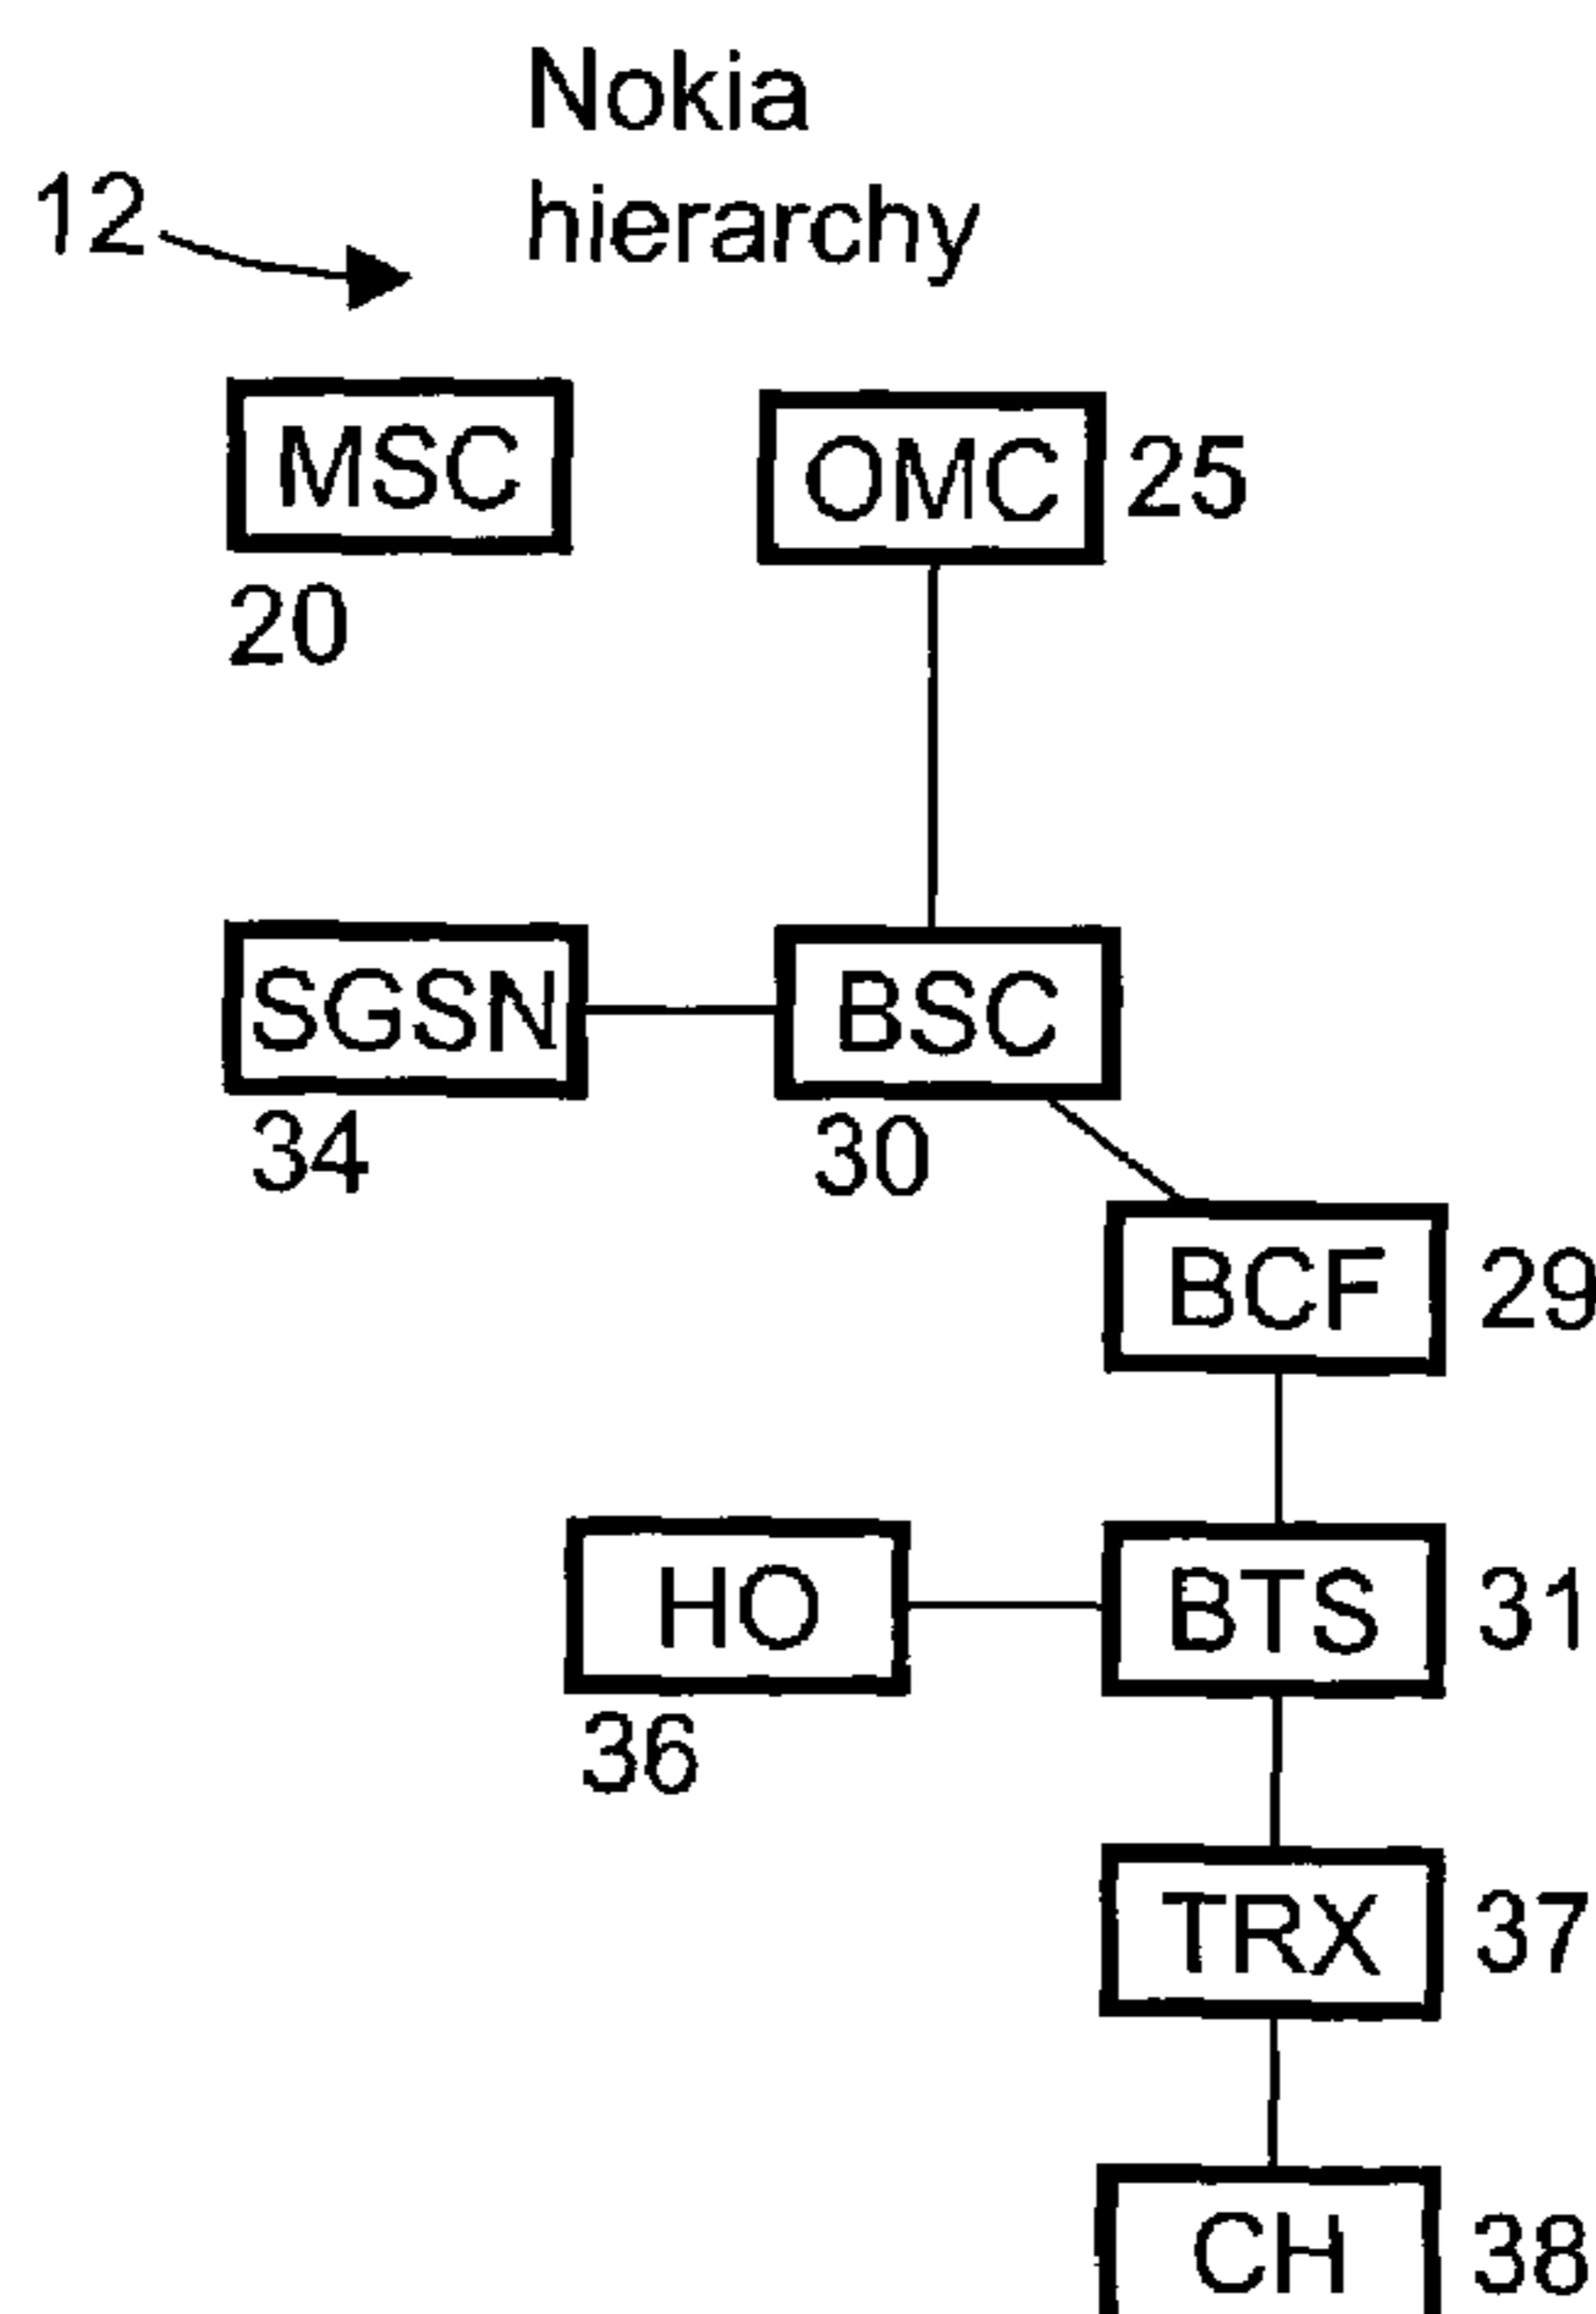 Nokia
hierarchy
12
MSC
OMC
25
20
SGSN
BSC
34
30
BCF
29
HO
BTS
31
36
TRX
37
CH
38